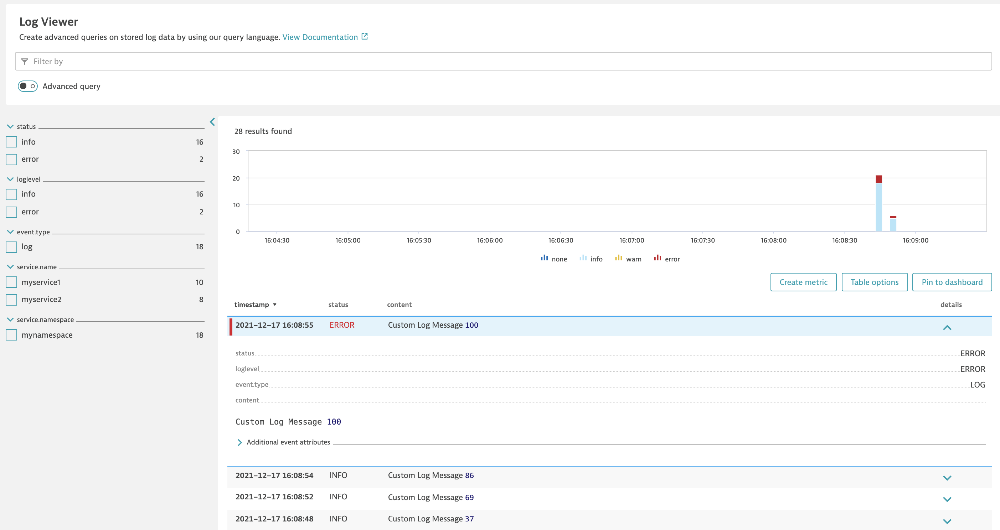 Log Viewer
Create advanced queries on stored log data by using our query language. View Documentation
Filter by
Advanced query
status
info 16
error 2
loglevel
info 16
error 2
event.type
log 18
service.name
myservice1 10
myservice2 8
service.namespace
mynamespace 18
28 results found
30
20
10
0
16:04:30 16:05:00 16:05:30 16:06:00 16:06:30 16:07:00 16:07:30 16:08:00 16:08:30 16:09:00
none info warn error
Create metric Table options Pin to dashboard
timestamp status content details
2021–12–17 16:08:55 ERROR Custom Log Message 100
status ERROR
loglevel ERROR
event.type LOG
content
Custom Log Message 100
Additional event attributes
2021–12–17 16:08:54 INFO Custom Log Message 86
2021–12–17 16:08:52 INFO Custom Log Message 69
2021–12–17 16:08:48 INFO Custom Log Message 37